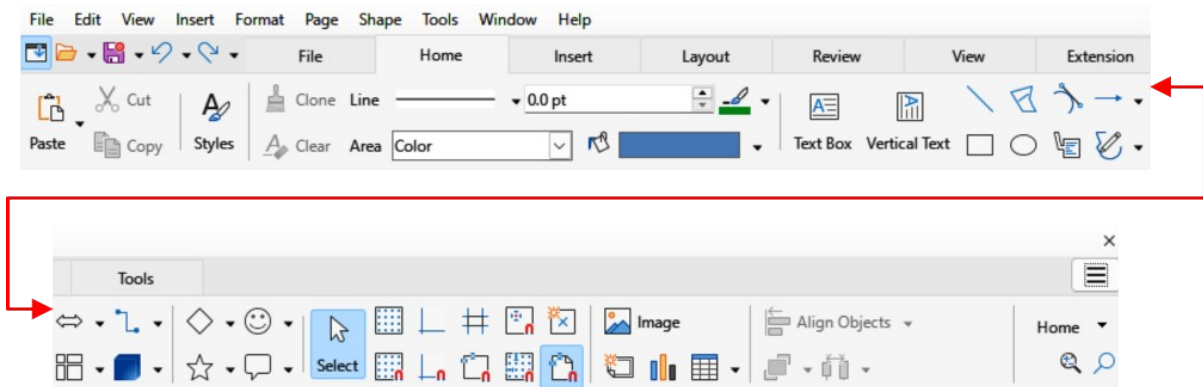 File Edit View Insert Format Page Shape Tools Window Help
File Home Insert Layout Review View Extension
Cut Clone Line 0.0 pt
Paste Copy Styles Clear Area Color Text Box Vertical Text
Tools
Image Align Objects Home
Select